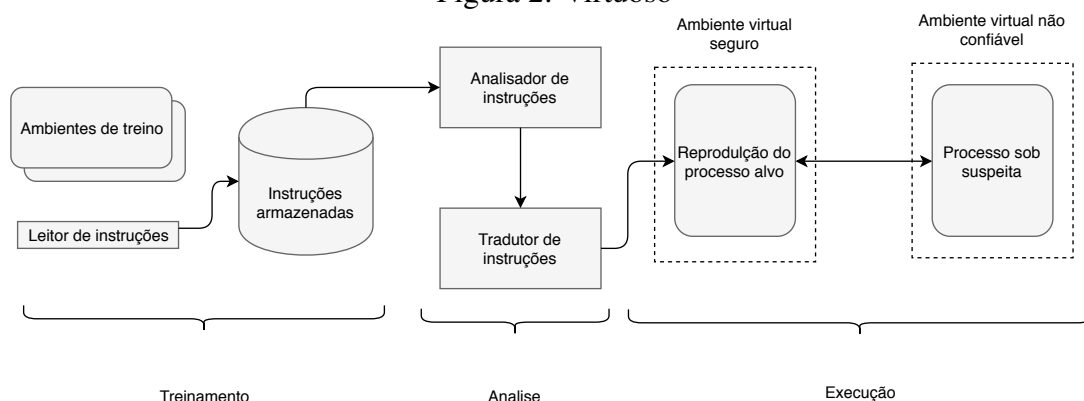 Figura 2. Virtuoso
Ambiente virtual
seguro
Ambiente virtual não
confiável
Ambientes de treino
Leitor de instruções
Instruções
armazenadas
Analisador de
instruções
Tradutor de
instruções
Reprodulção do
processo alvo
Processo sob
suspeita
Treinamento
Analise
Execução